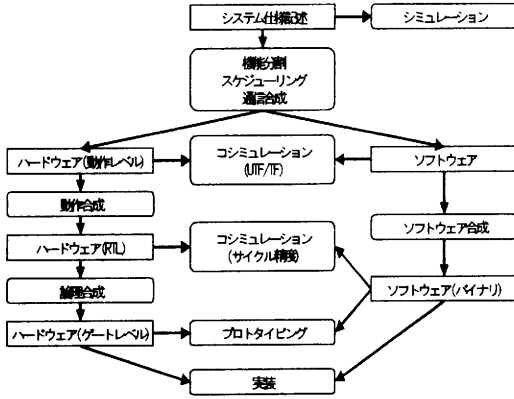 システム仕様記述
シミュレーション
機能分割
スケジューリング
通信合成
ハードウェア(動作レベル)
コシミュレーション
(UTF/TF)
ソフトウェア
動作合成
ソフトウェア合成
ハードウェア(RTL)
コシミュレーション
(サイクル精度)
論理合成
ソフトウェア(バイナリ)
ハードウェア(ゲートレベル)
プロトタイピング
実装